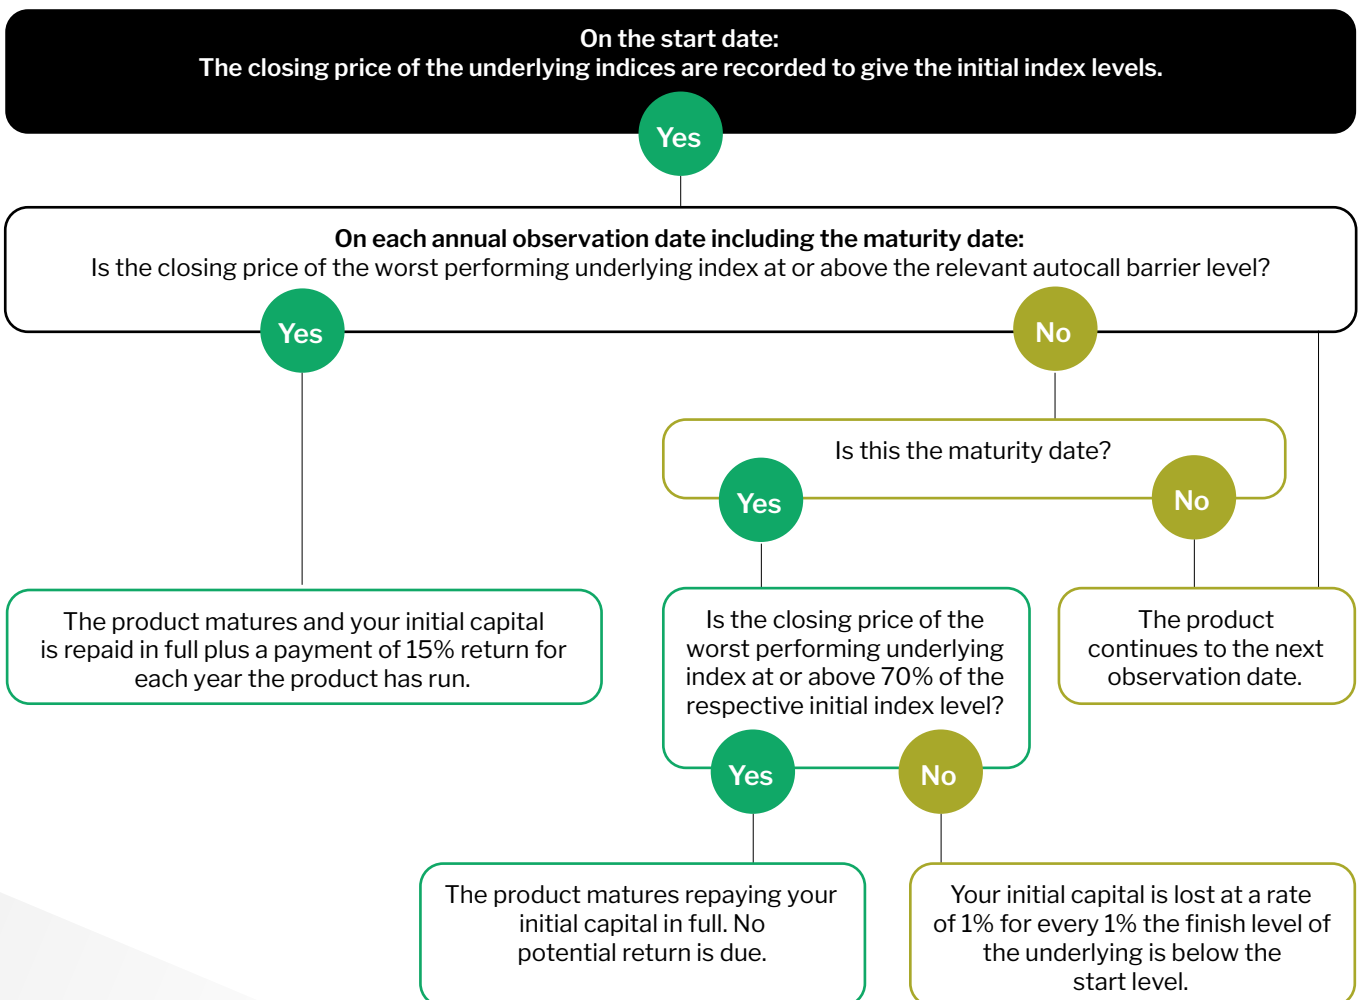 On the start date:
The closing price of the underlying indices are recorded to give the initial index levels.
Yes
On each annual observation date including the maturity date:
Is the closing price of the worst performing underlying index at or above the relevant autocall barrier level?
Yes
No
Is this the maturity date?
Yes
No
The product matures and your initial capital
is repaid in full plus a payment of 15% return for
each year the product has run.
Is the closing price of the
worst performing underlying
index at or above 70% of the
respective initial index level?
The product
continues to the next
observation date.
Yes
No
The product matures repaying your
initial capital in full. No
potential return is due.
Your initial capital is lost at a rate
of 1% for every 1% the finish level of
the underlying is below the
start level.